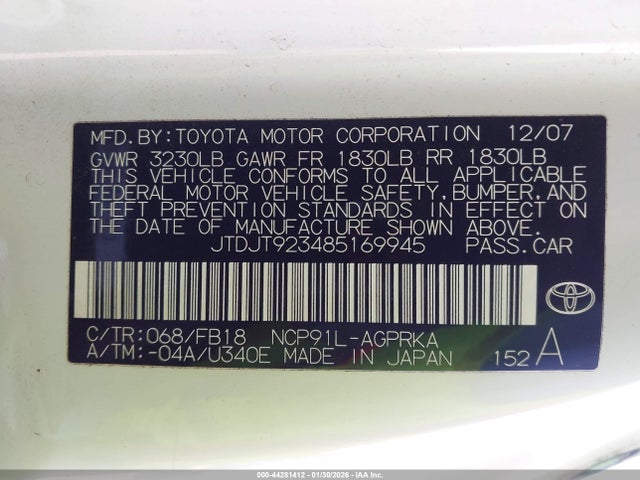 MFD.BY:TOYOTA MOTOR CORPORATION 12/07
GVWR 3230LB GAWR FR 1830LB RR 1830LB
THIS VEHICLE CONFORMS TO ALL APPLICABLE
FEDERAL MOTOR VEHICLE SAFETY,BUMPER,AND
THEFT PREVENTION STANDARDS IN EFFECT ON
THE DATE OF MANUFACTURE SHOWN ABOVE.
JTDJT923485169945 PASS.CAR
C/TR:068/FB18 NCP91L-AGPRKA
A/TM:-04A/U340E MADE IN JAPAN 152 A
000-44281412 - 01/30/2026 - IAA Inc.